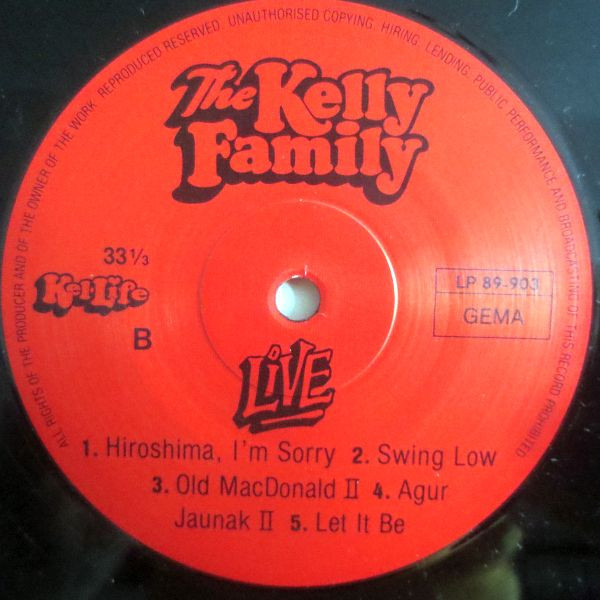 ALL RIGHTS OF THE PRODUCER AND OF THE OWNER OF THE WORK REPRODUCED RESERVED. UNAUTHORISED COPYING, HIRING, LENDING, PUBLIC PERFORMANCE AND BROADCASTING OF THIS RECORD PROHIBITED
The Kelly
Family
33 1/3
KelLife
B
LP 89-903
GEMA
LiVE
1. Hiroshima, I'm Sorry 2. Swing Low
3. Old MacDonald II 4. Agur
Jaunak II 5. Let It Be